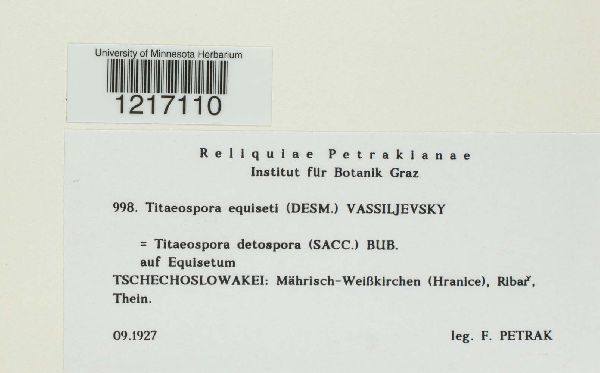 University of Minnesota Herbarium
1217110
Reliquiae Petrakianae
Institut für Botanik Graz
998. Titaeospora equiseti (DESM.) VASSILJEVSKY
= Titaeospora detospora (SACC.) BUB.
auf Equisetum
TSCHECHOSLOWAKEI: Mährisch-Weißkirchen (Hranice), Ribař,
Thein.
09.1927 leg. F. PETRAK